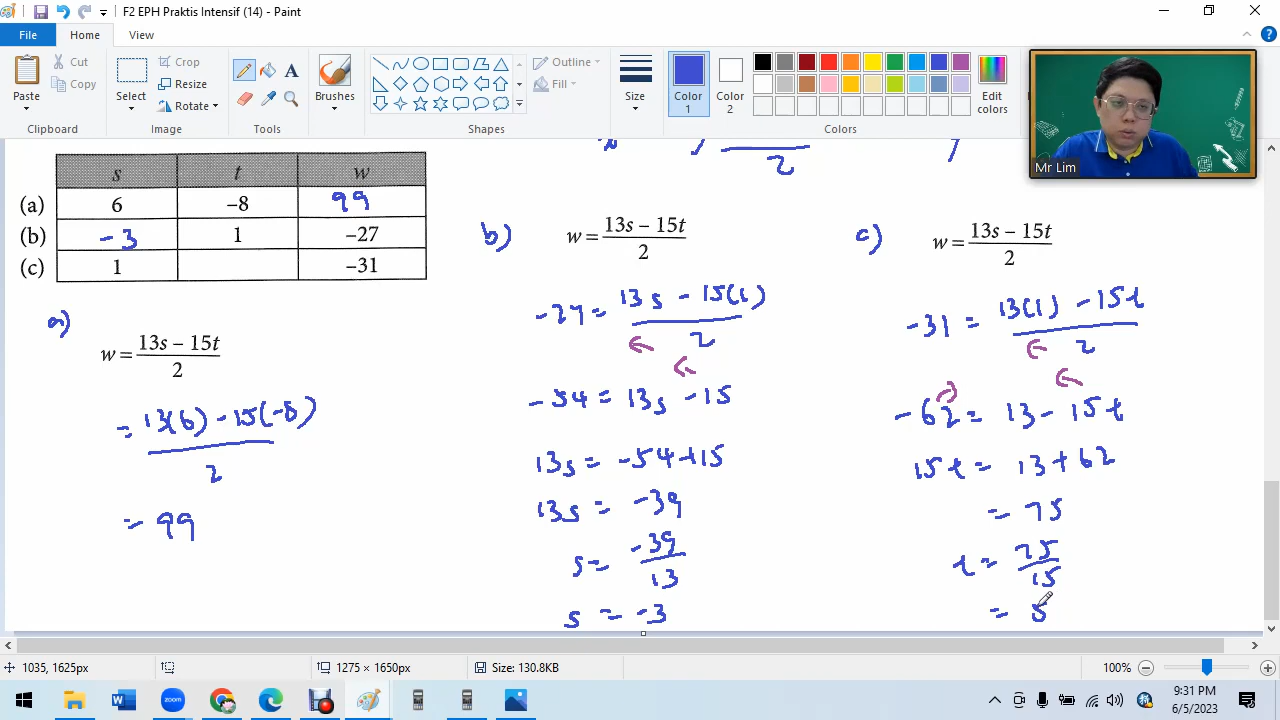 F2 EPH Praktis Intensif (14) - Paint
File Home View
Paste Cut Copy Clipboard
Select Crop Resize Rotate Image
Tools
Brushes
Outline Fill Shapes
Size
Color 1 Color 2 Edit colors Colors
Mr Lim
2
s t w
(a) 6 –8 99
(b) -3 1 –27
(c) 1 –31
a)
w = 13s – 15t / 2
= 13(6) - 15(-8) / 2
= 99
b)
w = 13s – 15t / 2
-27 = 13s - 15(1) / 2
-54 = 13s - 15
13s = -54+15
13s = -39
s = -39 / 13
s = -3
c)
w = 13s – 15t / 2
-31 = 13(1) - 15t / 2
-62 = 13 - 15t
15t = 13 + 62
= 75
t = 75 / 15
= 5
1035, 1625px 1275 × 1650px Size: 130.8KB 100%
zoom
9:31 PM
6/5/2023